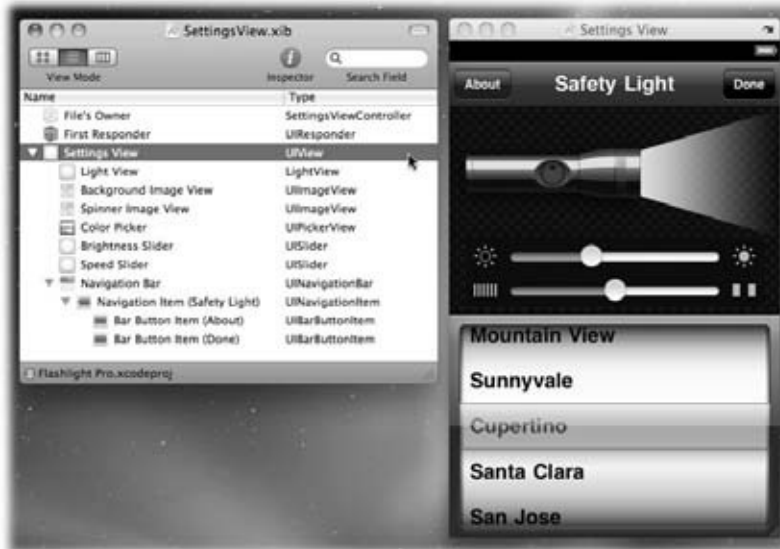 SettingsView.xib
View Mode
Inspector
Search Field
Name Type
File's Owner SettingsViewController
First Responder UIResponder
Settings View UIView
Light View LightView
Background Image View UIImageView
Spinner Image View UIImageView
Color Picker UIPickerView
Brightness Slider UISlider
Speed Slider UISlider
Navigation Bar UINavigationBar
Navigation Item (Safety Light) UINavigationItem
Bar Button Item (About) UIBarButtonItem
Bar Button Item (Done) UIBarButtonItem
Flashlight Pro.xcodeproj
Settings View
About Safety Light Done
Mountain View
Sunnyvale
Cupertino
Santa Clara
San Jose